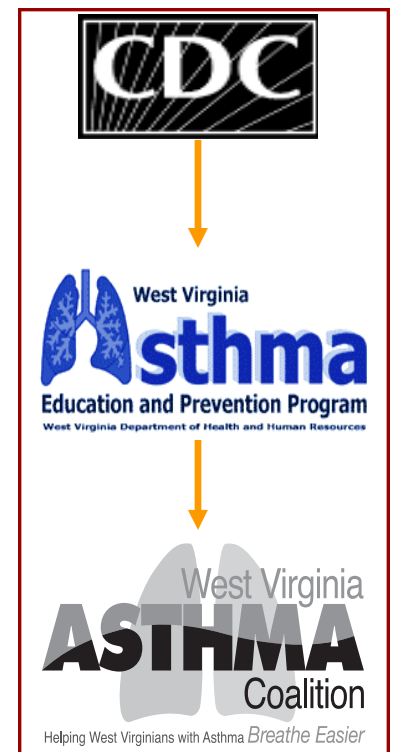 CDC
West Virginia
Asthma
Education and Prevention Program
West Virginia Department of Health and Human Resources
West Virginia
ASTHMA
Coalition
Helping West Virginians with Asthma Breathe Easier